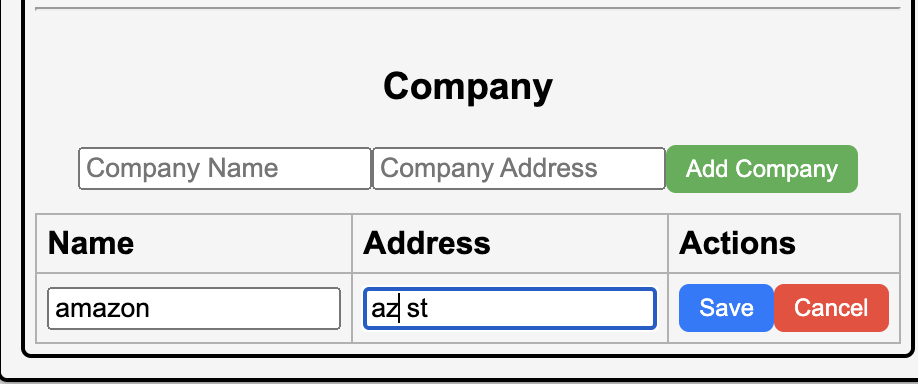 Company
Company Name Company Address Add Company
Name Address Actions
amazon az st Save Cancel